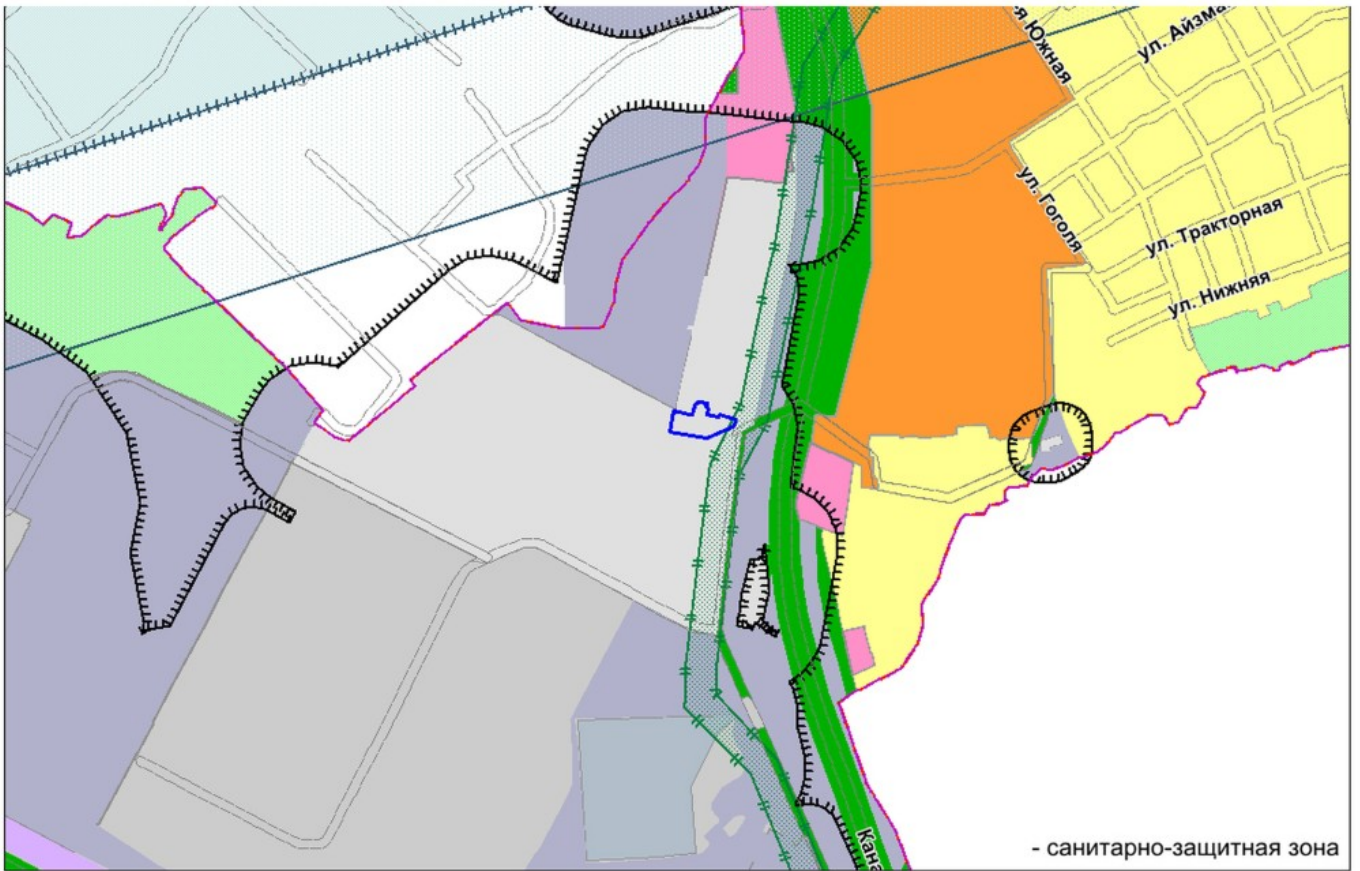 я Южная
ул. Айзма
ул. Гоголя
ул. Тракторная
ул. Нижняя
Кана
- санитарно-защитная зона